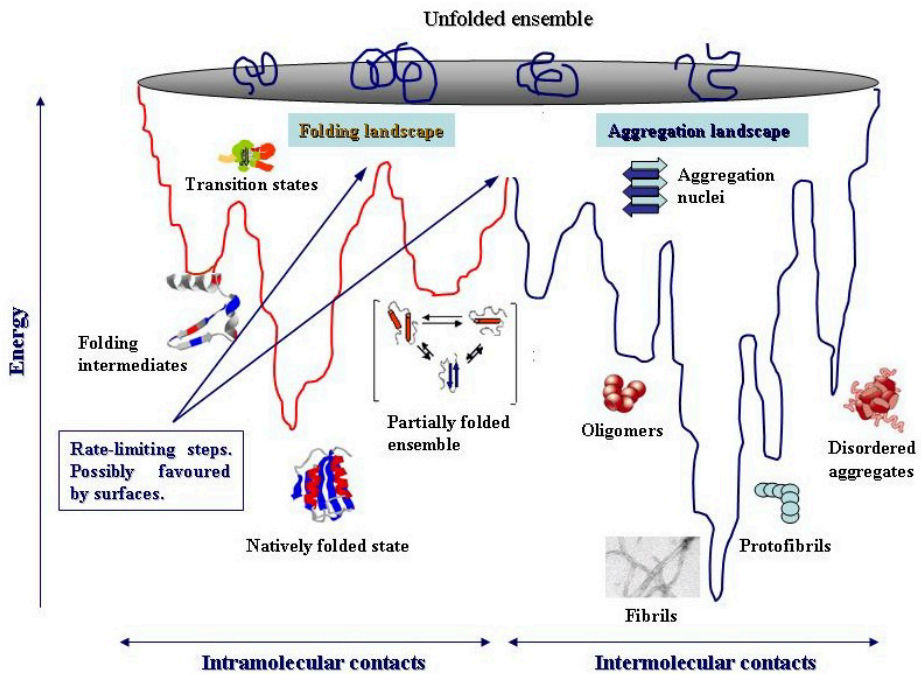 Unfolded ensemble
Folding landscape
Aggregation landscape
Transition states
Aggregation
nuclei
Energy
Folding
intermediates
Partially folded
ensemble
Oligomers
Disordered
aggregates
Rate-limiting steps.
Possibly favoured
by surfaces.
Natively folded state
Protofibrils
Fibrils
Intramolecular contacts
Intermolecular contacts